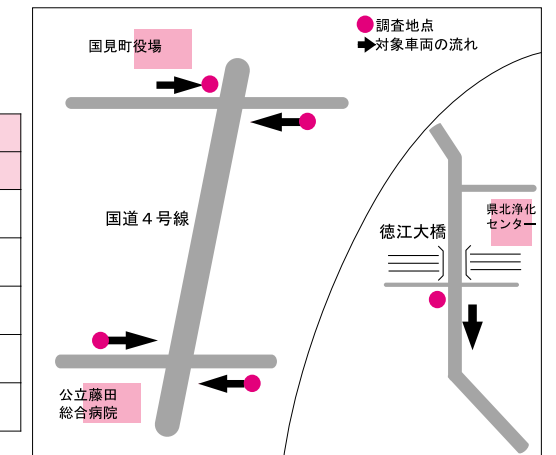 調査地点
対象車両の流れ
国見町役場
国道４号線
県北浄化
センター
徳江大橋
公立藤田
総合病院